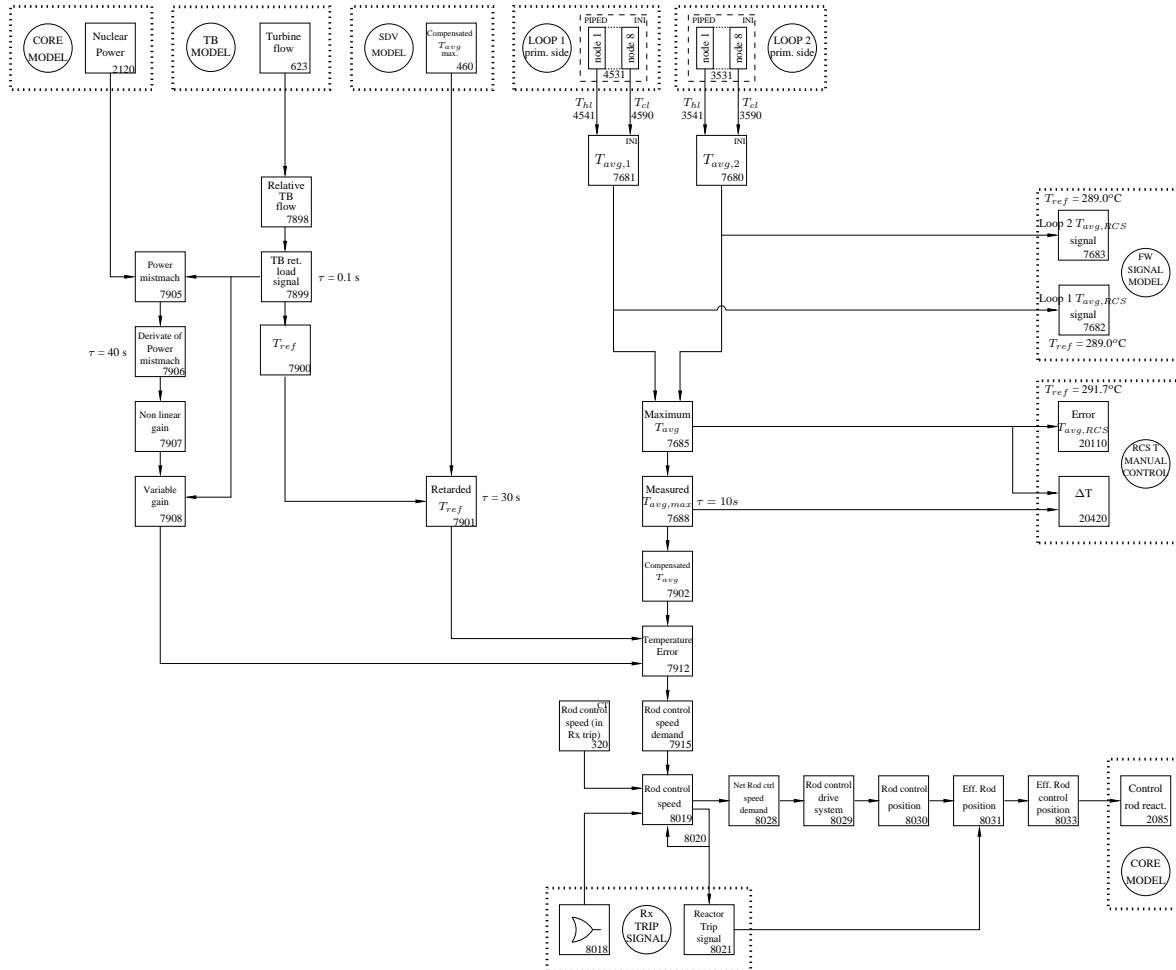 CORE
MODEL
Nuclear
Power
2120
TB
MODEL
Turbine
flow
623
SDV
MODEL
Compensated
T_avg
max.
460
LOOP 1
prim. side
PIPED
INI
node 1
node 8
4531
PIPED
INI
node 1
node 8
3531
LOOP 2
prim. side
T_hl
4541
T_cl
4590
T_hl
3541
T_cl
3590
INI
T_avg,1
7681
INI
T_avg,2
7680
Relative
TB
flow
7898
T_ref = 289.0°C
Loop 2 T_avg,RCS
signal
7683
FW
SIGNAL
MODEL
Loop 1 T_avg,RCS
signal
7682
T_ref = 289.0°C
Power
mistmach
7905
TB ret.
load
signal
7899
τ = 0.1 s
τ = 40 s
Derivate of
Power
mistmach
7906
T_ref
7900
Non linear
gain
7907
Maximum
T_avg
7685
T_ref = 291.7°C
Error
T_avg,RCS
20110
RCS T
MANUAL
CONTROL
Variable
gain
7908
Retarded
T_ref
7901
τ = 30 s
Measured
T_avg,max
7688
τ = 10s
ΔT
20420
Compensated
T_avg
7902
Temperature
Error
7912
CT
Rod control
speed (in
Rx trip)
320
Rod control
speed
demand
7915
Rod control
speed
8019
Net Rod ctrl
speed
demand
8028
Rod control
drive
system
8029
Rod control
position
8030
Eff. Rod
position
8031
Eff. Rod
control
position
8033
Control
rod react.
2085
8020
CORE
MODEL
8018
Rx
TRIP
SIGNAL
Reactor
Trip
signal
8021